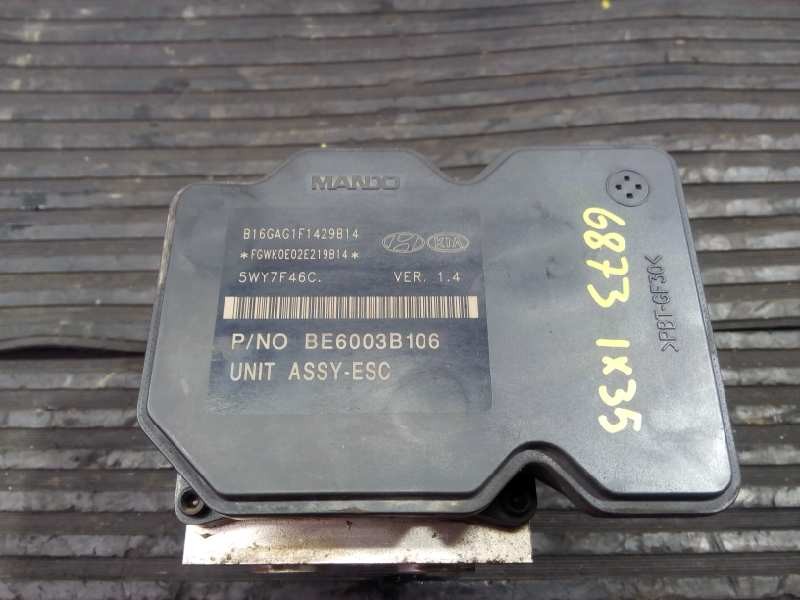 MANDO
B16GAG1F1429B14
*FGWK0E02E219B14*
KIA
5WY7F46C. VER. 1.4
P/NO BE6003B106
UNIT ASSY-ESC
6873 IX35
>PBT-GF30<